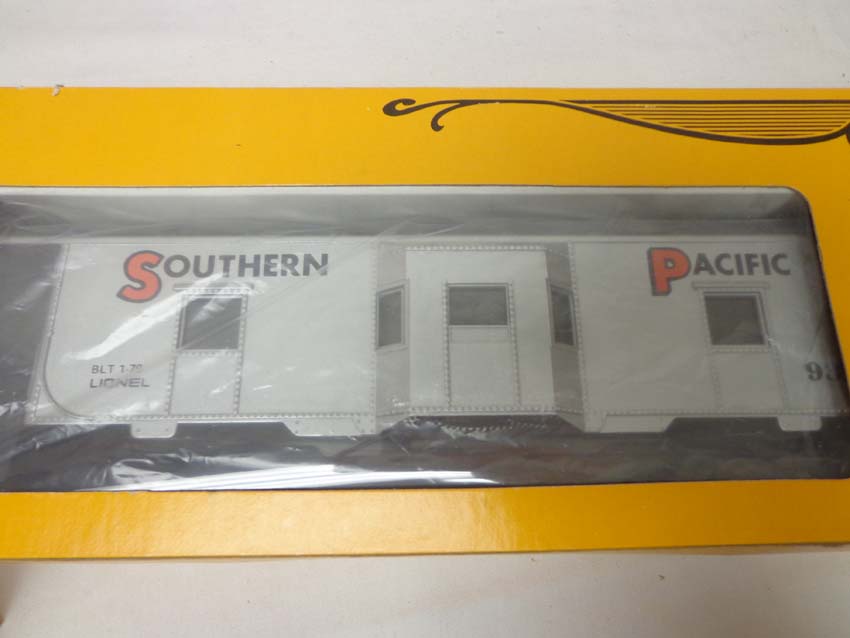 SOUTHERN PACIFIC
BLT 1-78
LIONEL